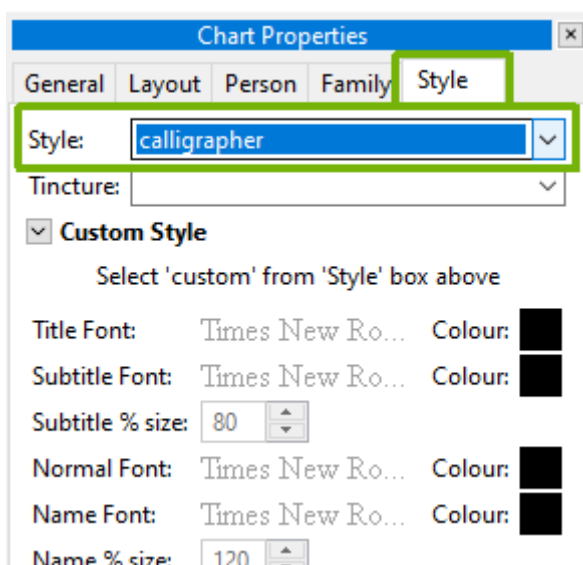 Chart Properties
General Layout Person Family Style
Style: calligrapher
Tincture:
Custom Style
Select 'custom' from 'Style' box above
Title Font: Times New Ro... Colour:
Subtitle Font: Times New Ro... Colour:
Subtitle % size: 80
Normal Font: Times New Ro... Colour:
Name Font: Times New Ro... Colour:
Name % size: 120